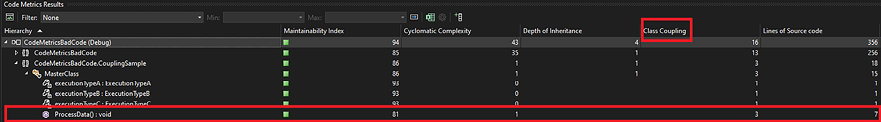 Code Metrics Results
Filter: None Min: Max:
Hierarchy Maintainability Index Cyclomatic Complexity Depth of Inheritance Class Coupling Lines of Source code
CodeMetricsBadCode (Debug) 94 43 4 16 356
CodeMetricsBadCode 85 35 1 13 256
CodeMetricsBadCode.CouplingSample 86 1 1 3 18
MasterClass 86 1 1 3 15
executionTypeA : ExecutionTypeA 93 0 1 1
executionTypeB : ExecutionTypeB 93 0 1 1
executionTypeC : ExecutionTypeC 93 0 1 1
ProcessData() : void 81 1 3 7